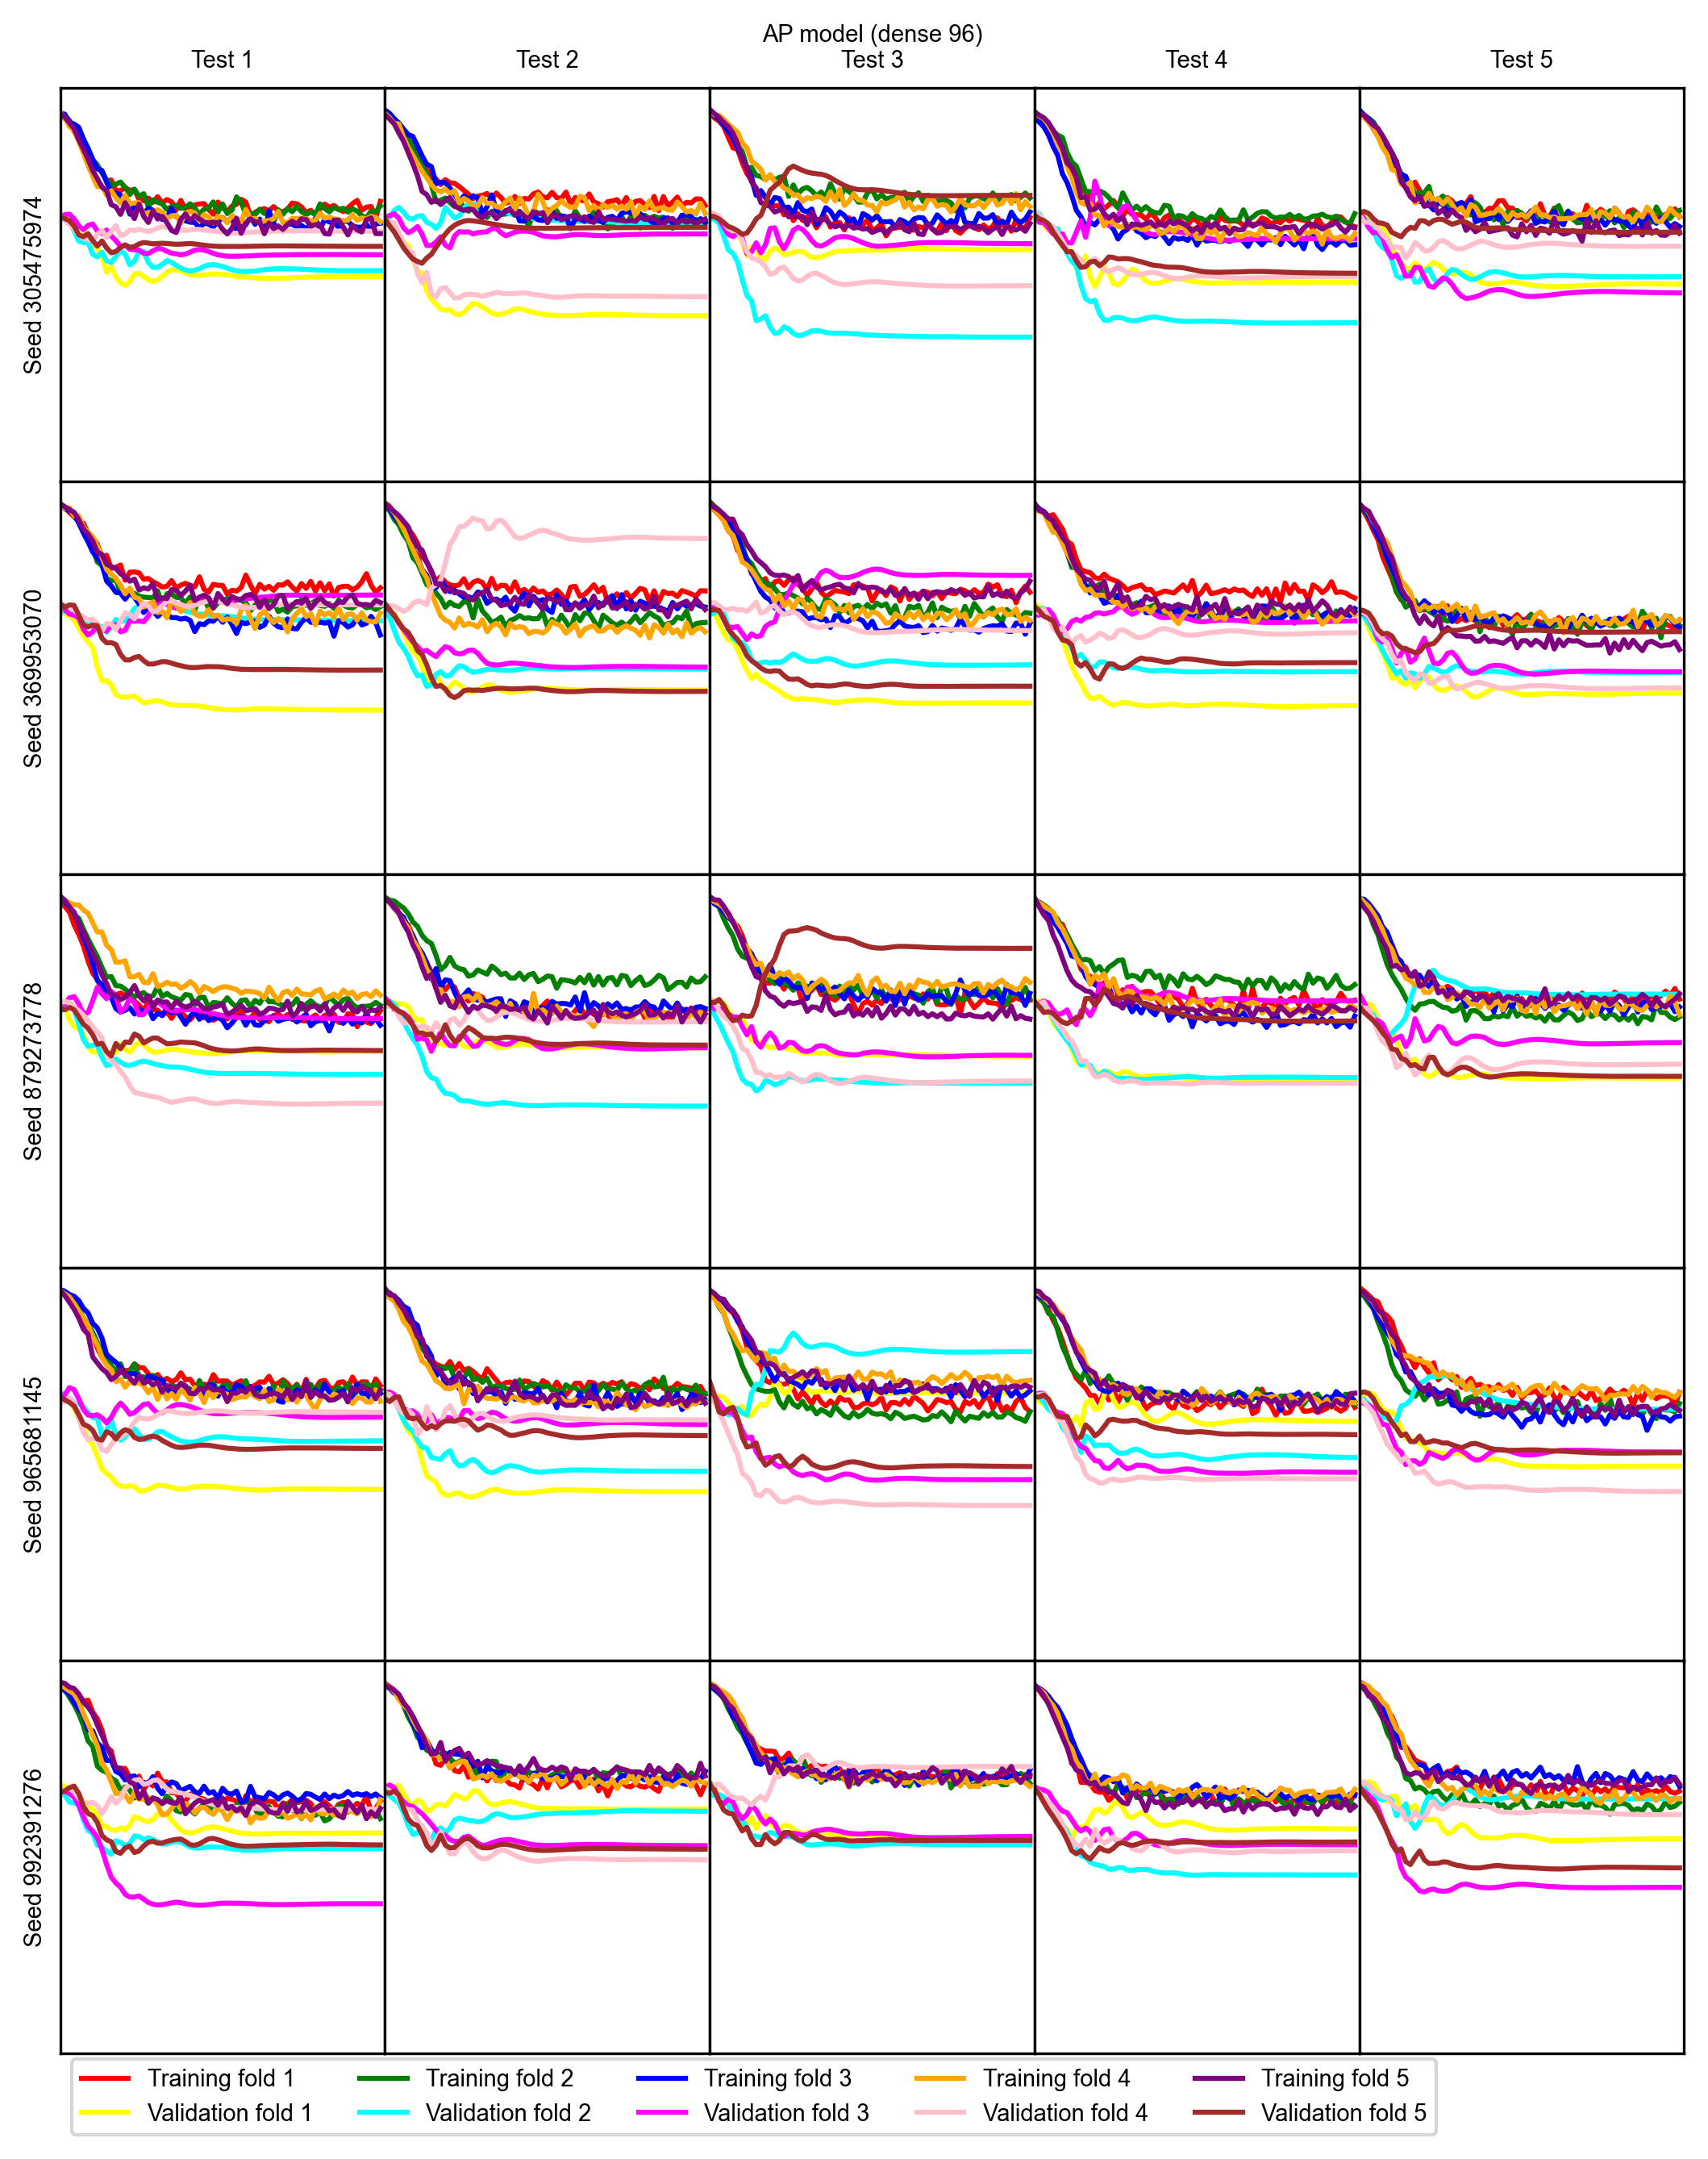 AP model (dense 96)
Test 1 Test 2 Test 3 Test 4 Test 5
Seed 305475974
Seed 3699953070
Seed 879273778
Seed 965681145
Seed 992391276
Training fold 1 Training fold 2 Training fold 3 Training fold 4 Training fold 5
Validation fold 1 Validation fold 2 Validation fold 3 Validation fold 4 Validation fold 5